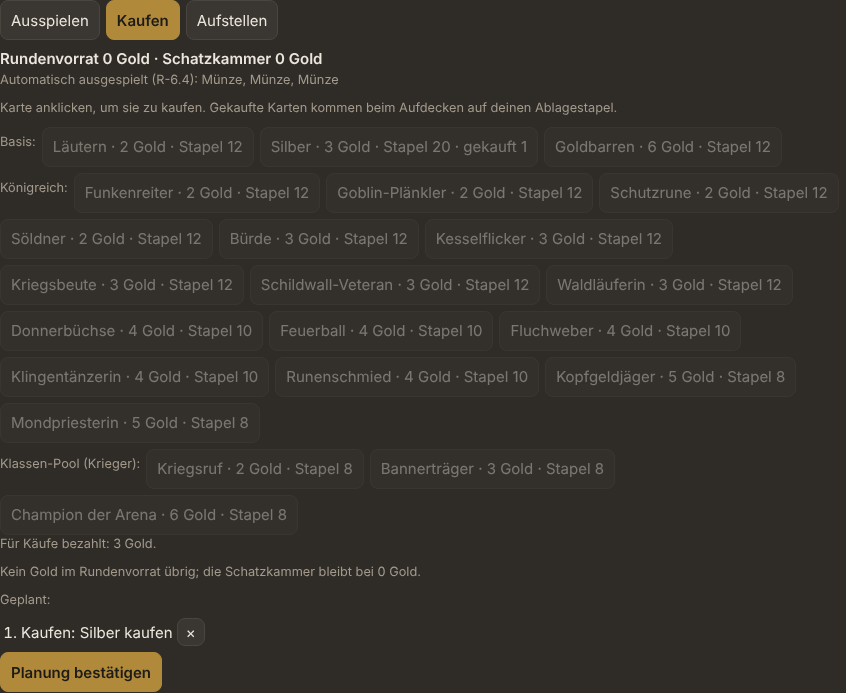 Ausspielen Kaufen Aufstellen
Rundenvorrat 0 Gold · Schatzkammer 0 Gold
Automatisch ausgespielt (R-6.4): Münze, Münze, Münze
Karte anklicken, um sie zu kaufen. Gekaufte Karten kommen beim Aufdecken auf deinen Ablagestapel.
Basis: Läutern · 2 Gold · Stapel 12 Silber · 3 Gold · Stapel 20 · gekauft 1 Goldbarren · 6 Gold · Stapel 12
Königreich: Funkenreiter · 2 Gold · Stapel 12 Goblin-Plänkler · 2 Gold · Stapel 12 Schutzrune · 2 Gold · Stapel 12
Söldner · 2 Gold · Stapel 12 Bürde · 3 Gold · Stapel 12 Kesselflicker · 3 Gold · Stapel 12
Kriegsbeute · 3 Gold · Stapel 12 Schildwall-Veteran · 3 Gold · Stapel 12 Waldläuferin · 3 Gold · Stapel 12
Donnerbüchse · 4 Gold · Stapel 10 Feuerball · 4 Gold · Stapel 10 Fluchweber · 4 Gold · Stapel 10
Klingentänzerin · 4 Gold · Stapel 10 Runenschmied · 4 Gold · Stapel 10 Kopfgeldjäger · 5 Gold · Stapel 8
Mondpriesterin · 5 Gold · Stapel 8
Klassen-Pool (Krieger): Kriegsruf · 2 Gold · Stapel 8 Bannerträger · 3 Gold · Stapel 8
Champion der Arena · 6 Gold · Stapel 8
Für Käufe bezahlt: 3 Gold.
Kein Gold im Rundenvorrat übrig; die Schatzkammer bleibt bei 0 Gold.
Geplant:
1. Kaufen: Silber kaufen ×
Planung bestätigen